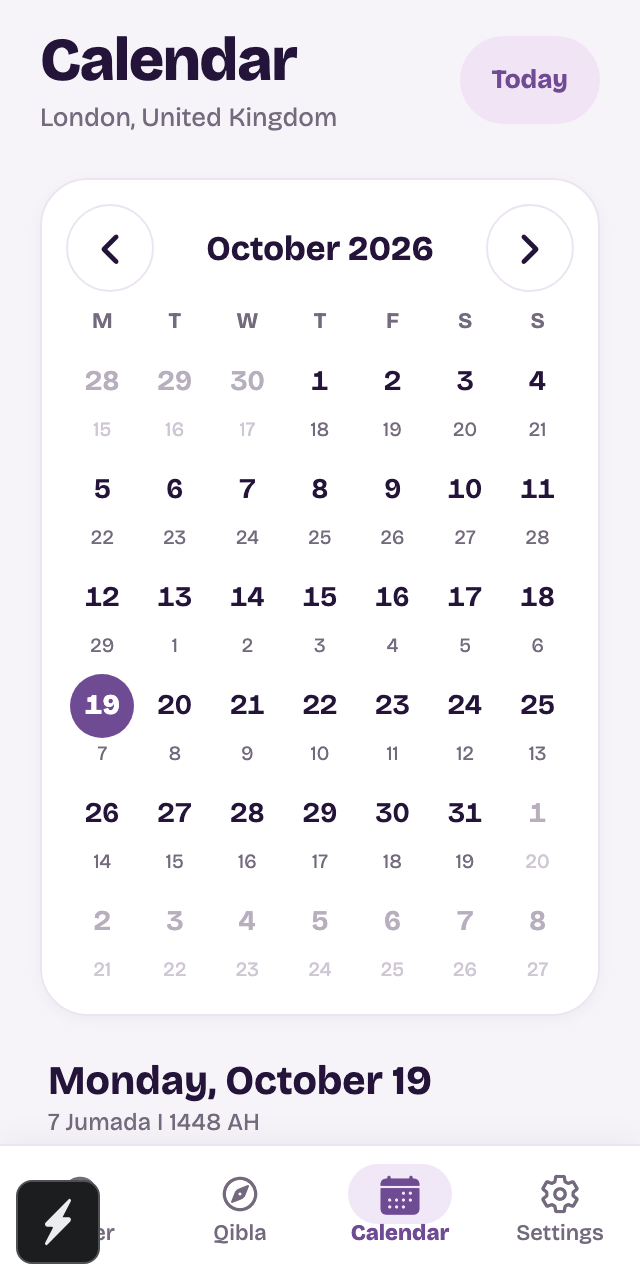 Calendar
London, United Kingdom
Today
October 2026
M T W T F S S
28 29 30 1 2 3 4
15 16 17 18 19 20 21
5 6 7 8 9 10 11
22 23 24 25 26 27 28
12 13 14 15 16 17 18
29 1 2 3 4 5 6
19 20 21 22 23 24 25
7 8 9 10 11 12 13
26 27 28 29 30 31 1
14 15 16 17 18 19 20
2 3 4 5 6 7 8
21 22 23 24 25 26 27
Monday, October 19
7 Jumada I 1448 AH
Qibla Calendar Settings